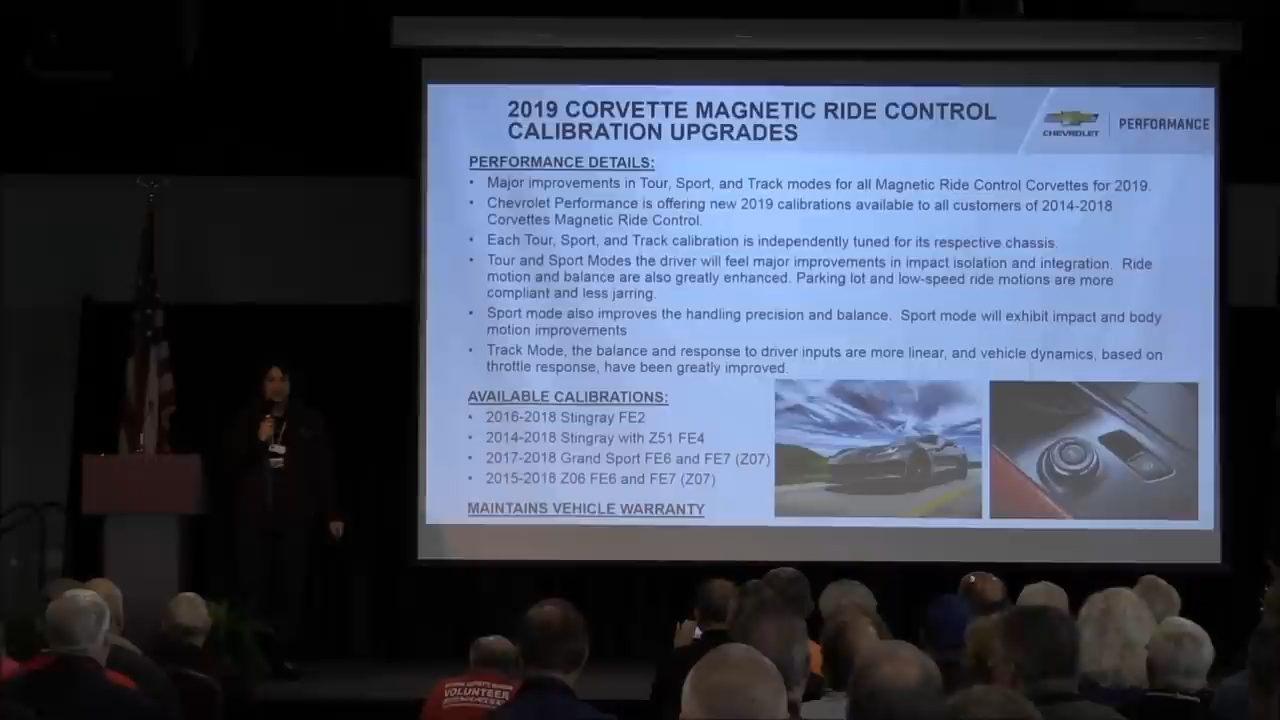 2019 CORVETTE MAGNETIC RIDE CONTROL
CALIBRATION UPGRADES
CHEVROLET
PERFORMANCE
PERFORMANCE DETAILS:
• Major improvements in Tour, Sport, and Track modes for all Magnetic Ride Control Corvettes for 2019.
• Chevrolet Performance is offering new 2019 calibrations available to all customers of 2014-2018
Corvettes Magnetic Ride Control.
• Each Tour, Sport, and Track calibration is independently tuned for its respective chassis.
• Tour and Sport Modes the driver will feel major improvements in impact isolation and integration. Ride
motion and balance are also greatly enhanced. Parking lot and low-speed ride motions are more
compliant and less jarring.
• Sport mode also improves the handling precision and balance. Sport mode will exhibit impact and body
motion improvements
• Track Mode, the balance and response to driver inputs are more linear, and vehicle dynamics, based on
throttle response, have been greatly improved.
AVAILABLE CALIBRATIONS:
• 2016-2018 Stingray FE2
• 2014-2018 Stingray with Z51 FE4
• 2017-2018 Grand Sport FE6 and FE7 (Z07)
• 2015-2018 Z06 FE6 and FE7 (Z07)
MAINTAINS VEHICLE WARRANTY
VOLUNTEER